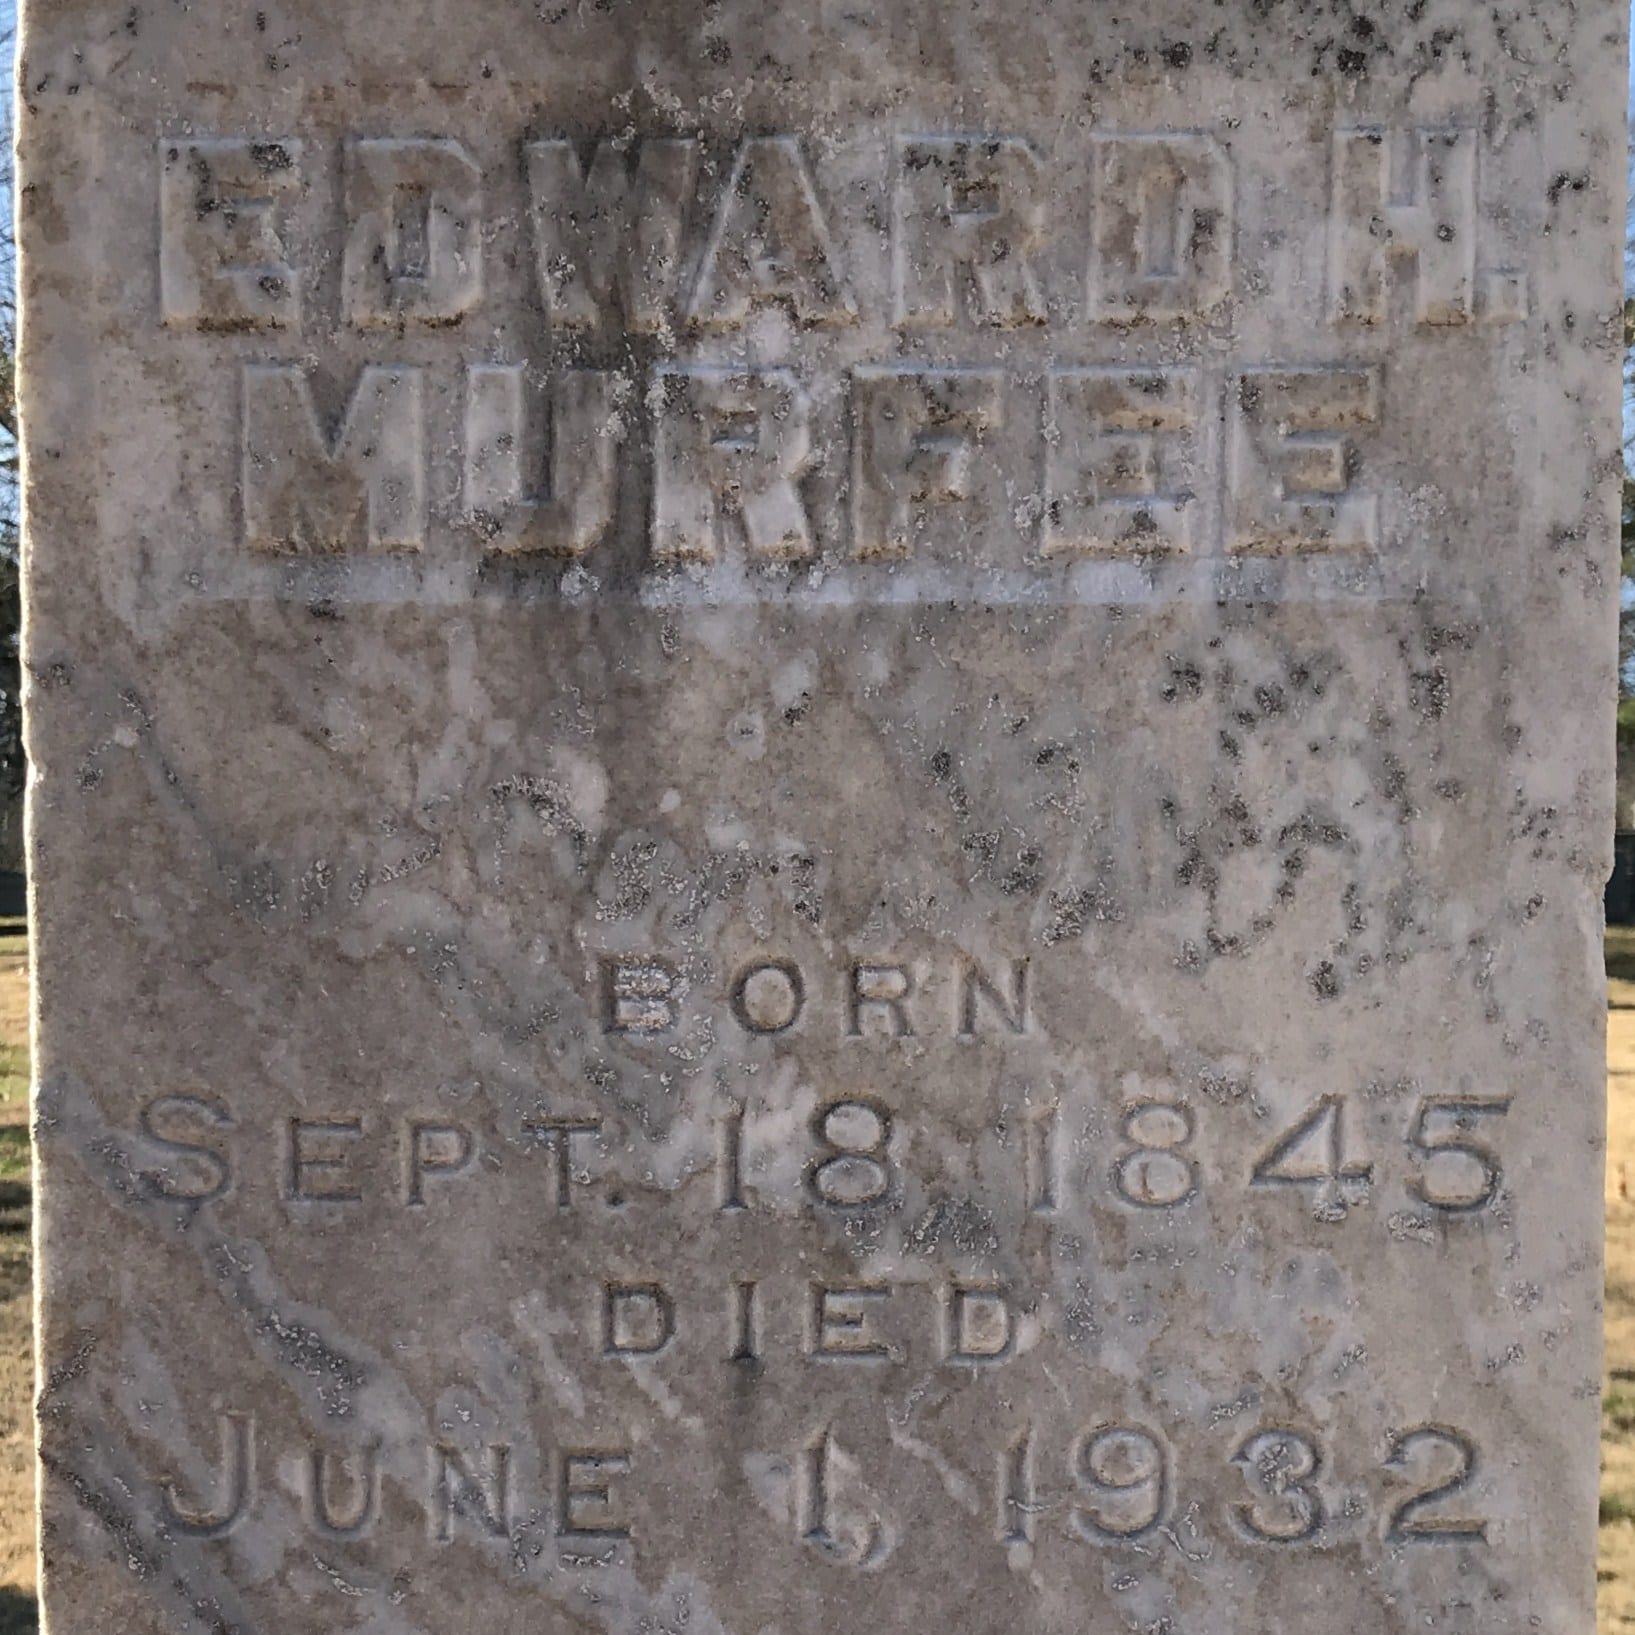 EDWARD H.
MURFEE
BORN
SEPT. 18, 1845
DIED
JUNE 1, 1932